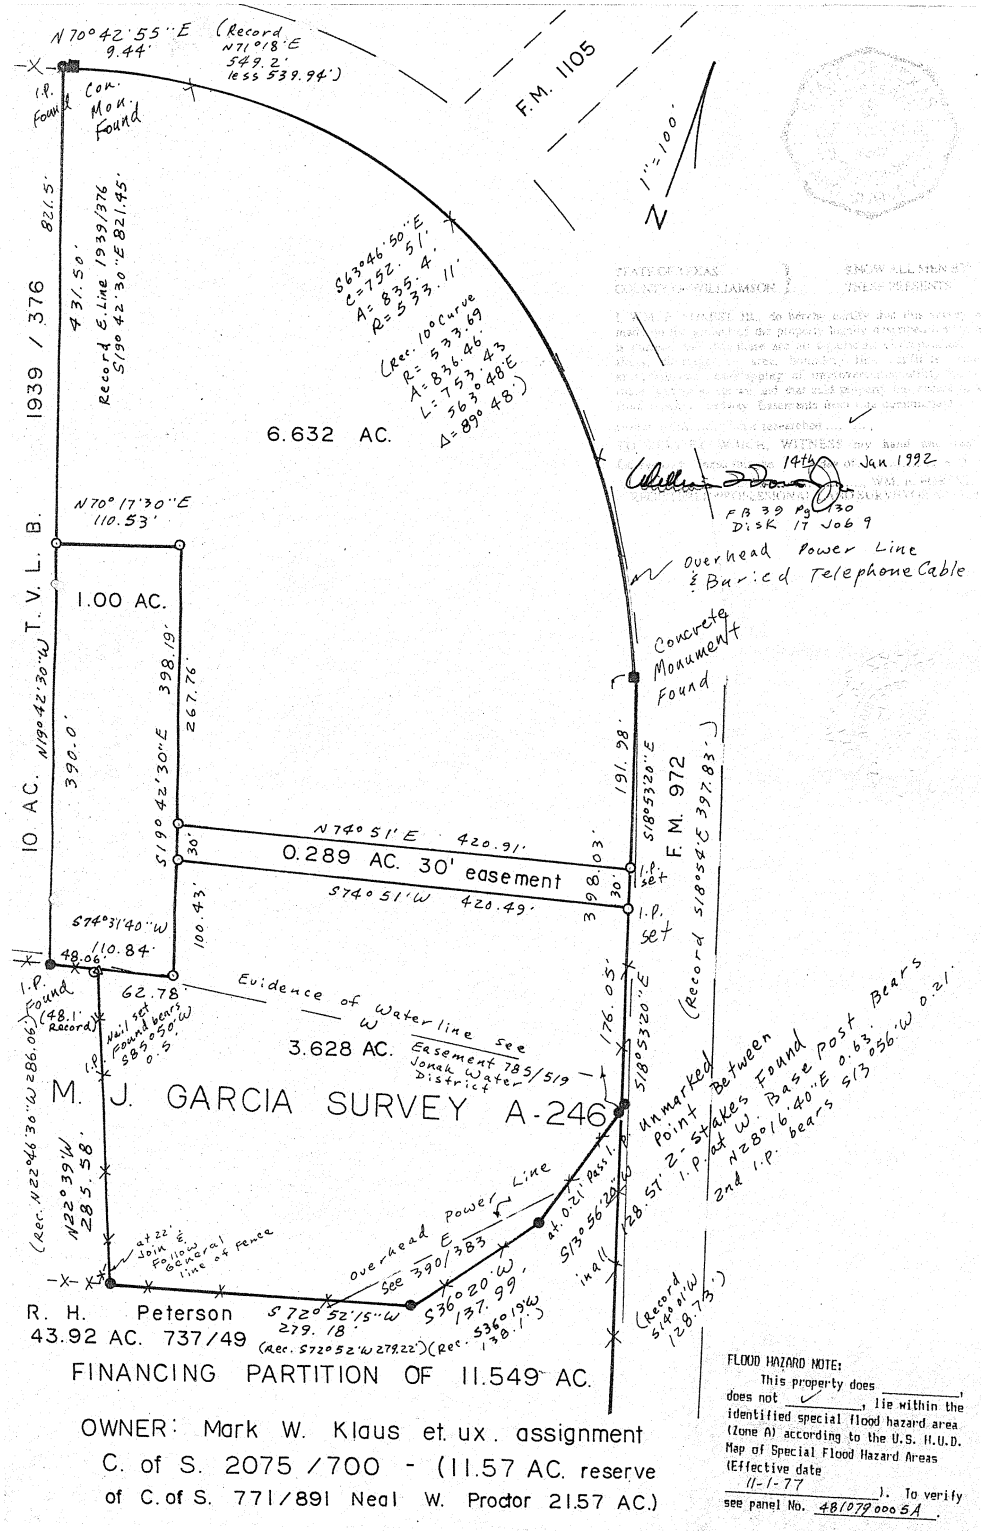 N70°42'55"E
9.44'
(Record
N71°18'E
549.2'
less 539.94')
F.M. 1105
1"=100'
N
-X-
I.P.
Found
Con.
Mon.
Found
821.5'
431.50'
Record E.Line 1939/376
S19°42'30"E 821.45'
1939 / 376
S63°46'50"E
C=752.51'
A=835.4'
R=533.11'
(Rec. 10° Curve
R=533.69
A=836.46'
L=753.43
S63°48'E
Δ=89°48')
6.632 AC.
STATE OF TEXAS
COUNTY OF WILLIAMSON
KNOW ALL MEN BY
THESE PRESENTS
14th
Jan 1992
FB 39 Pg 130
Disk 17 Job 9
Overhead Power Line
& Buried Telephone Cable
N70°17'30"E
110.53'
10 AC. T. V. L. B.
N19°42'30"W
390.0'
1.00 AC.
S19°42'30"E 398.19'
267.76'
Concrete
Monument
Found
191.98'
S18°53'20"E
F.M. 972
(Record S18°54'E 397.83')
N74°51'E 420.91'
30'
0.289 AC. 30' easement
398.03'
30'
I.P.
set
S74°51'W 420.49'
I.P.
set
100.43'
S74°31'40"W
110.84'
48.06'
I.P.
Found
(48.1'
Record)
62.78'
Nail set
I.P. Found bears
S85°50'W
0.5'
Evidence of Water line see
W
Easement 785/519
Jonah Water
District
3.628 AC.
176.05'
S18°53'20"E
M. J. GARCIA SURVEY A-246
(Rec. N22°46'30"W 286.06')
N22°39'W
285.58'
at 22'
Join &
Follow
General
line of fence
overhead Power Line
E
see 390/383
at 0.21' Pass I.P. unmarked
Point Between
2-Stakes Found
I.P. at W. Base Post Bears
N28°16'40"E 0.63'
2nd I.P. bears S13°56'W 0.21'
S13°56'20"W 128.57'
in all
(Record
S14°01'W
128.73')
S36°20'W
137.99'
(Rec. S36°19'W
138.1')
-X-
R. H. Peterson
43.92 AC. 737/49
S72°52'15"W
279.18'
(Rec. S72°52'W 279.22')
FINANCING PARTITION OF 11.549 AC.
OWNER: Mark W. Klaus et. ux. assignment
C. of S. 2075 /700 - (11.57 AC. reserve
of C. of S. 771/891 Neal W. Proctor 21.57 AC.)
FLOOD HAZARD NOTE:
This property does ________,
does not ✓, lie within the
identified special flood hazard area
(Zone A) according to the U.S. H.U.D.
Map of Special Flood Hazard Areas
(Effective date
11-1-77 ). To verify
see panel No. 481079 0005A.